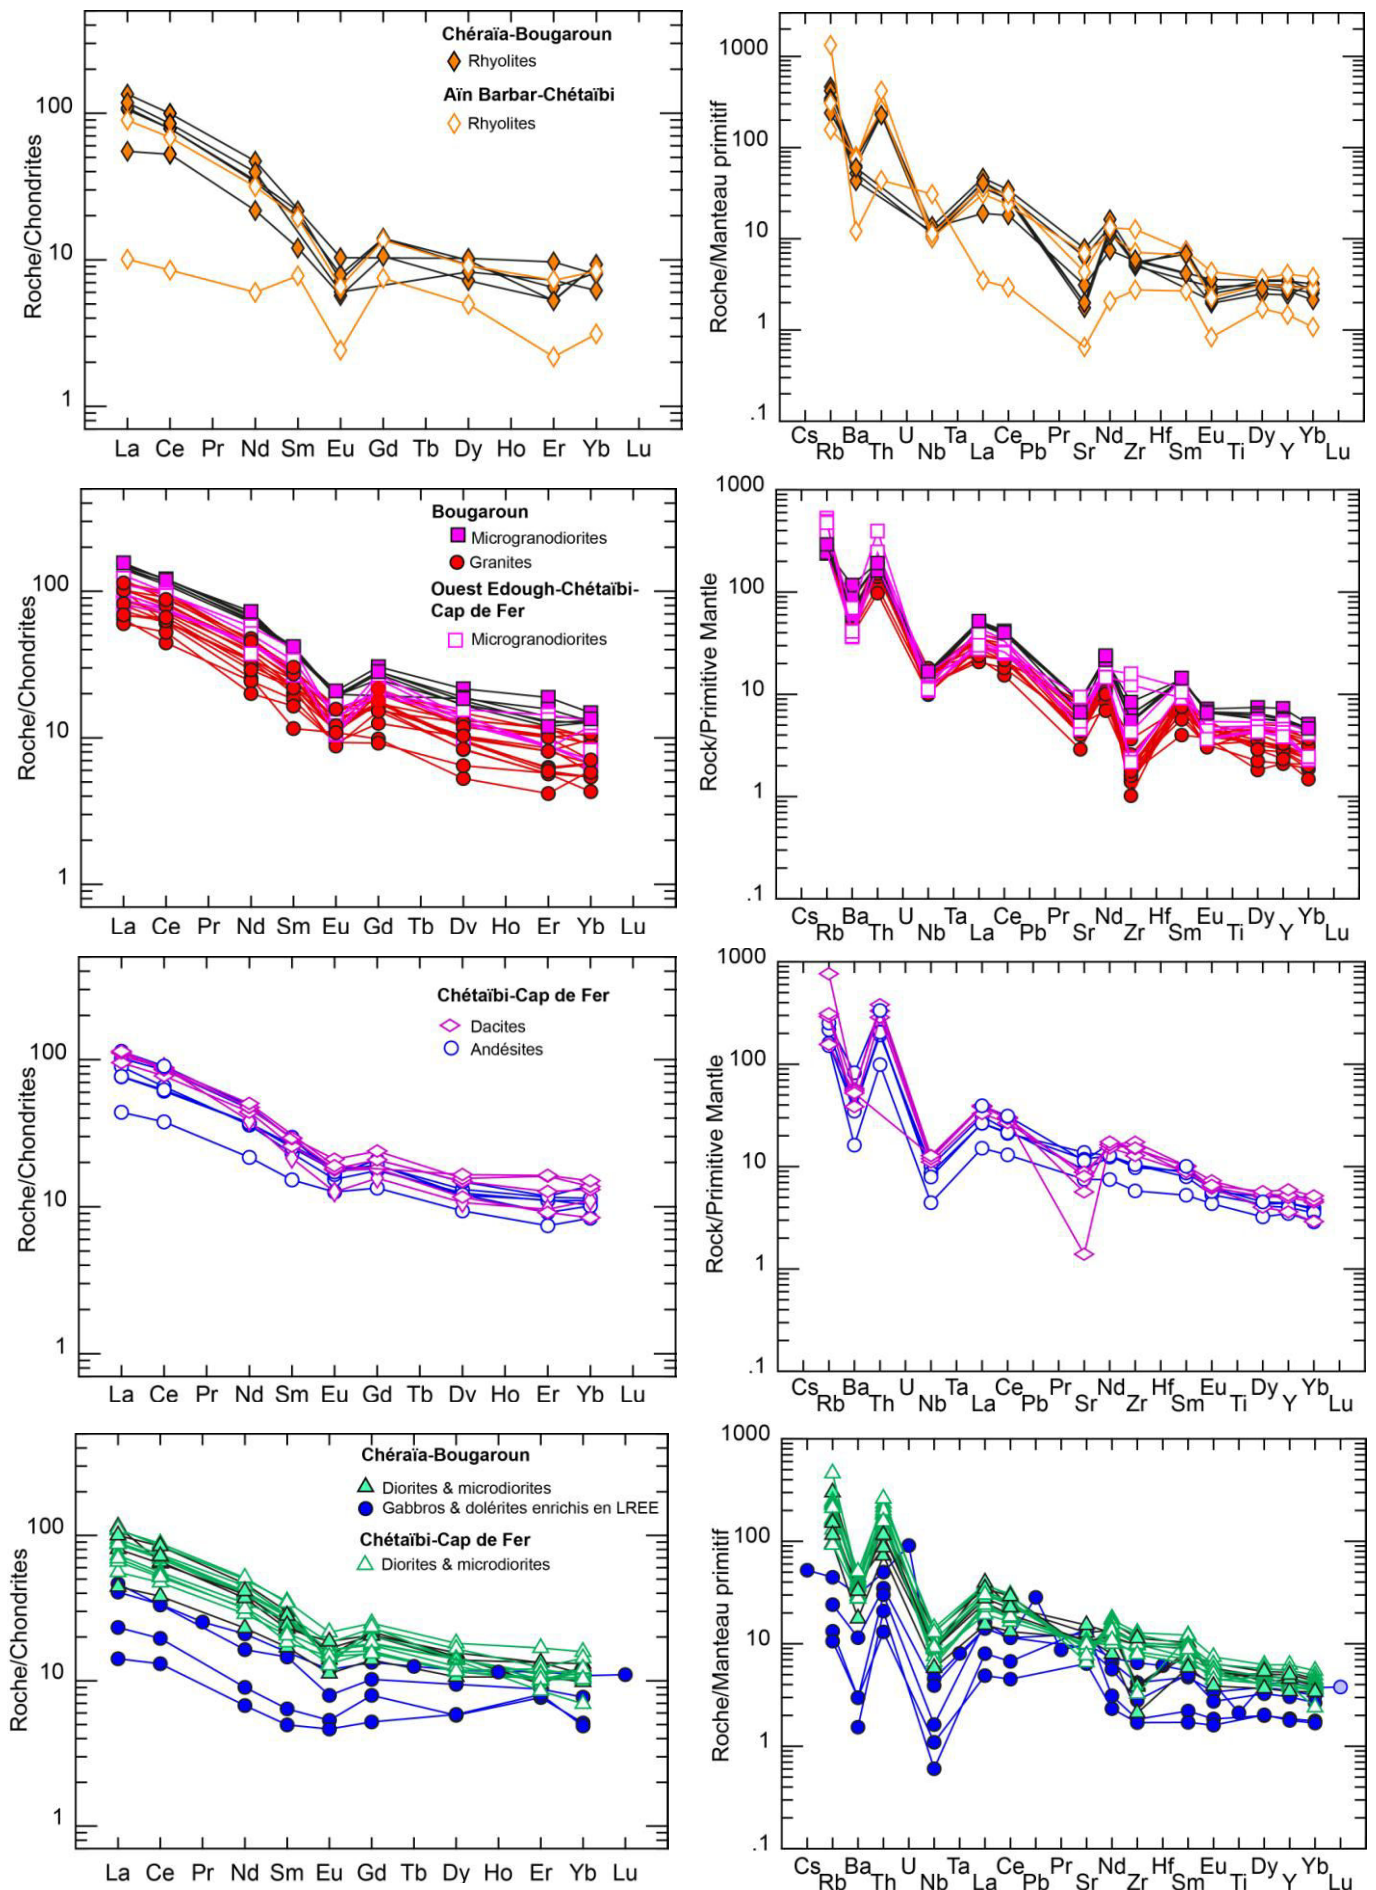 Roche/Chondrites
100
10
1
Chéraïa-Bougaroun
Rhyolites
Aïn Barbar-Chétaïbi
Rhyolites
La Ce Pr Nd Sm Eu Gd Tb Dy Ho Er Yb Lu
Roche/Manteau primitif
1000
100
10
1
.1
Cs Ba U Ta Ce Pr Nd Hf Eu Dy Yb
Rb Th Nb La Pb Sr Zr Sm Ti Y Lu
Roche/Chondrites
100
10
1
Bougaroun
Microgranodiorites
Granites
Ouest Edough-Chétaïbi-
Cap de Fer
Microgranodiorites
La Ce Pr Nd Sm Eu Gd Tb Dy Ho Er Yb Lu
Rock/Primitive Mantle
1000
100
10
1
.1
Cs Ba U Ta Ce Pr Nd Hf Eu Dy Yb
Rb Th Nb La Pb Sr Zr Sm Ti Y Lu
Roche/Chondrites
100
10
1
Chétaïbi-Cap de Fer
Dacites
Andésites
La Ce Pr Nd Sm Eu Gd Tb Dy Ho Er Yb Lu
Rock/Primitive Mantle
1000
100
10
1
.1
Cs Ba U Ta Ce Pr Nd Hf Eu Dy Yb
Rb Th Nb La Pb Sr Zr Sm Ti Y Lu
Roche/Chondrites
100
10
1
Chéraïa-Bougaroun
Diorites & microdiorites
Gabbros & dolérites enrichis en LREE
Chétaïbi-Cap de Fer
Diorites & microdiorites
La Ce Pr Nd Sm Eu Gd Tb Dy Ho Er Yb Lu
Roche/Manteau primitif
1000
100
10
1
.1
Cs Ba U Ta Ce Pr Nd Hf Eu Dy Yb
Rb Th Nb La Pb Sr Zr Sm Ti Y Lu